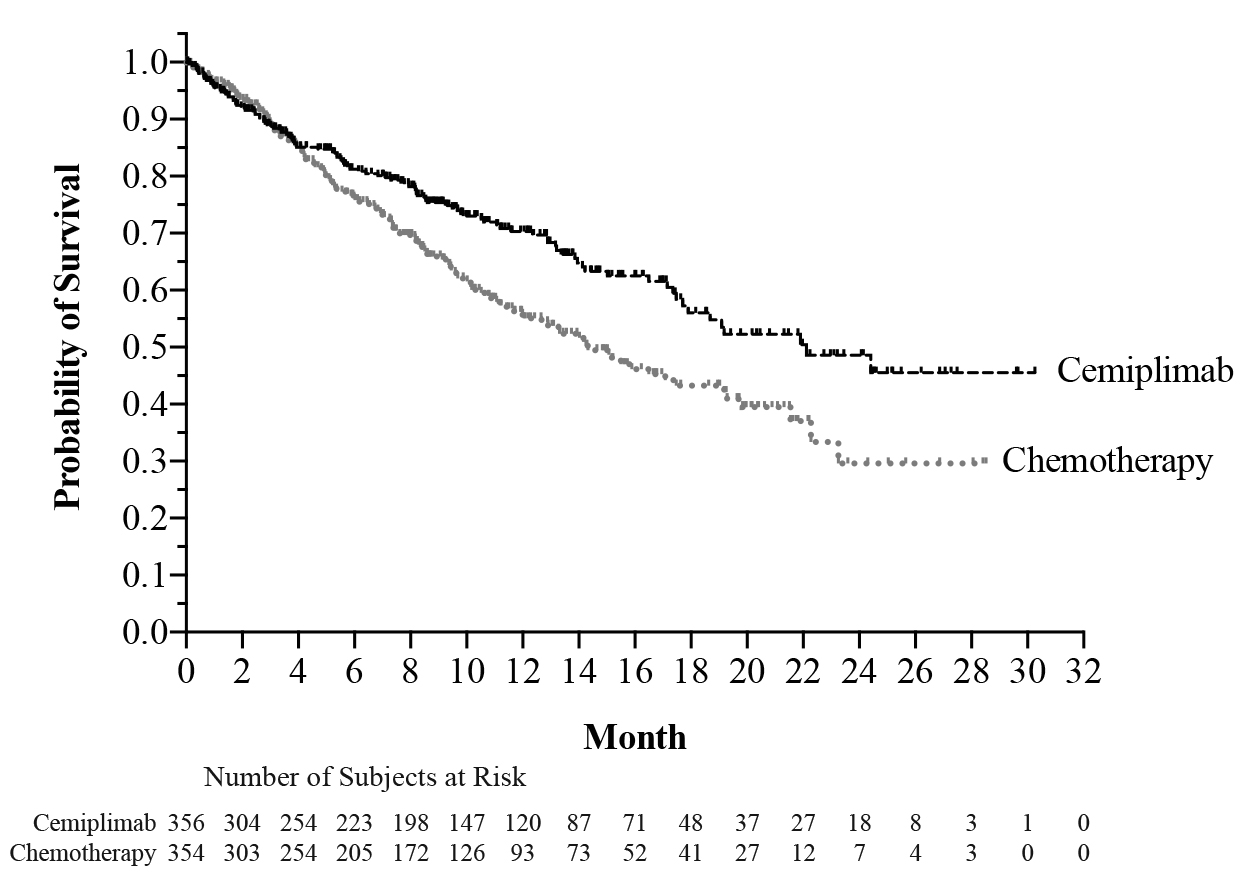 1.0
0.9
0.8
0.7
0.6
0.5
0.4
0.3
0.2
0.1
0.0
Probability of Survival
Cemiplimab
Chemotherapy
0 2 4 6 8 10 12 14 16 18 20 22 24 26 28 30 32
Month
Number of Subjects at Risk
Cemiplimab 356 304 254 223 198 147 120 87 71 48 37 27 18 8 3 1 0
Chemotherapy 354 303 254 205 172 126 93 73 52 41 27 12 7 4 3 0 0